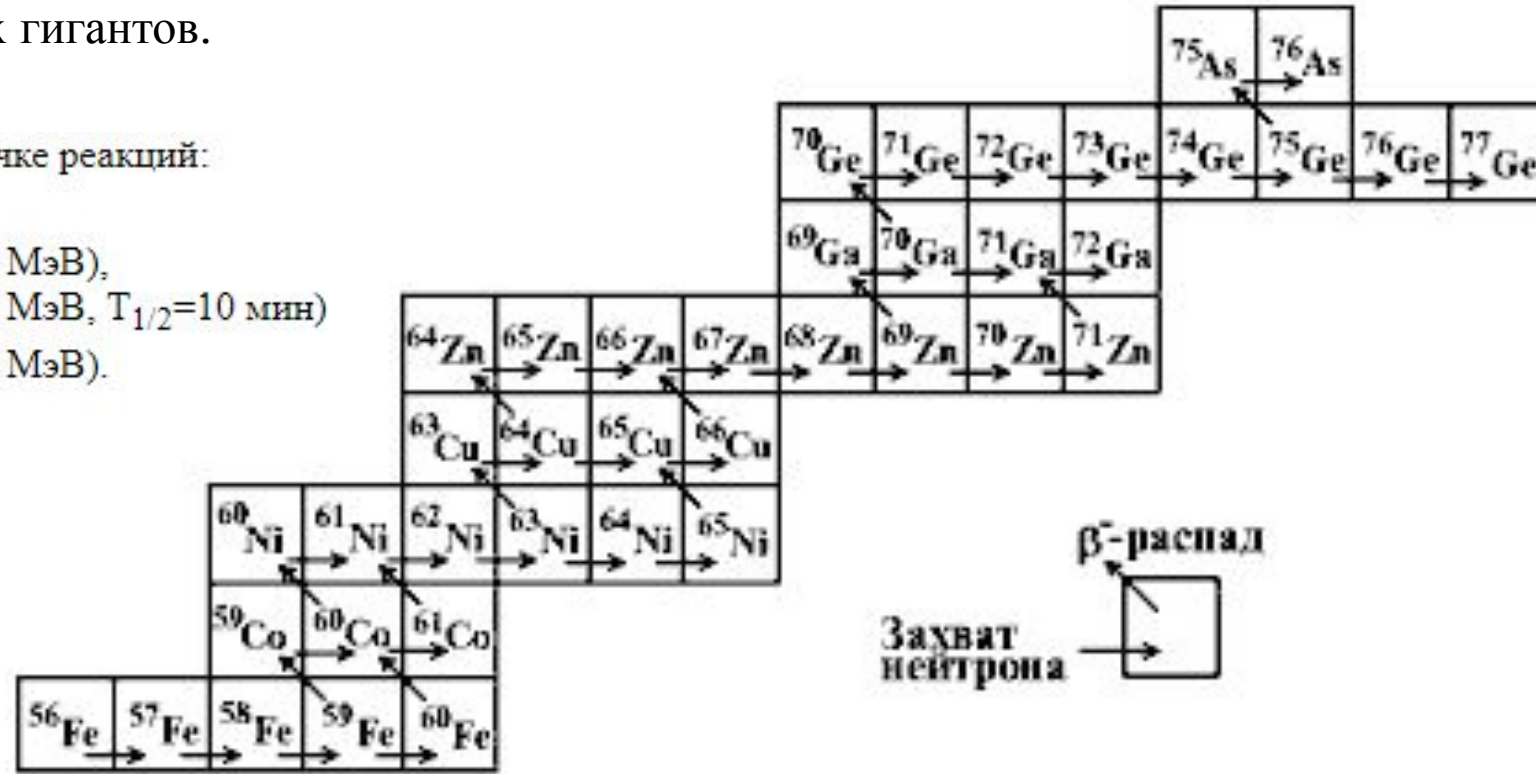 к гигантов.
чке реакций:
МэВ),
МэВ, T1/2=10 мин)
МэВ).
75As 76As
70Ge 71Ge 72Ge 73Ge 74Ge 75Ge 76Ge 77Ge
69Ga 70Ga 71Ga 72Ga
64Zn 65Zn 66Zn 67Zn 68Zn 69Zn 70Zn 71Zn
63Cu 64Cu 65Cu 66Cu
60Ni 61Ni 62Ni 63Ni 64Ni 65Ni
59Co 60Co 61Co
56Fe 57Fe 58Fe 59Fe 60Fe
β--распад
Захват
нейтрона